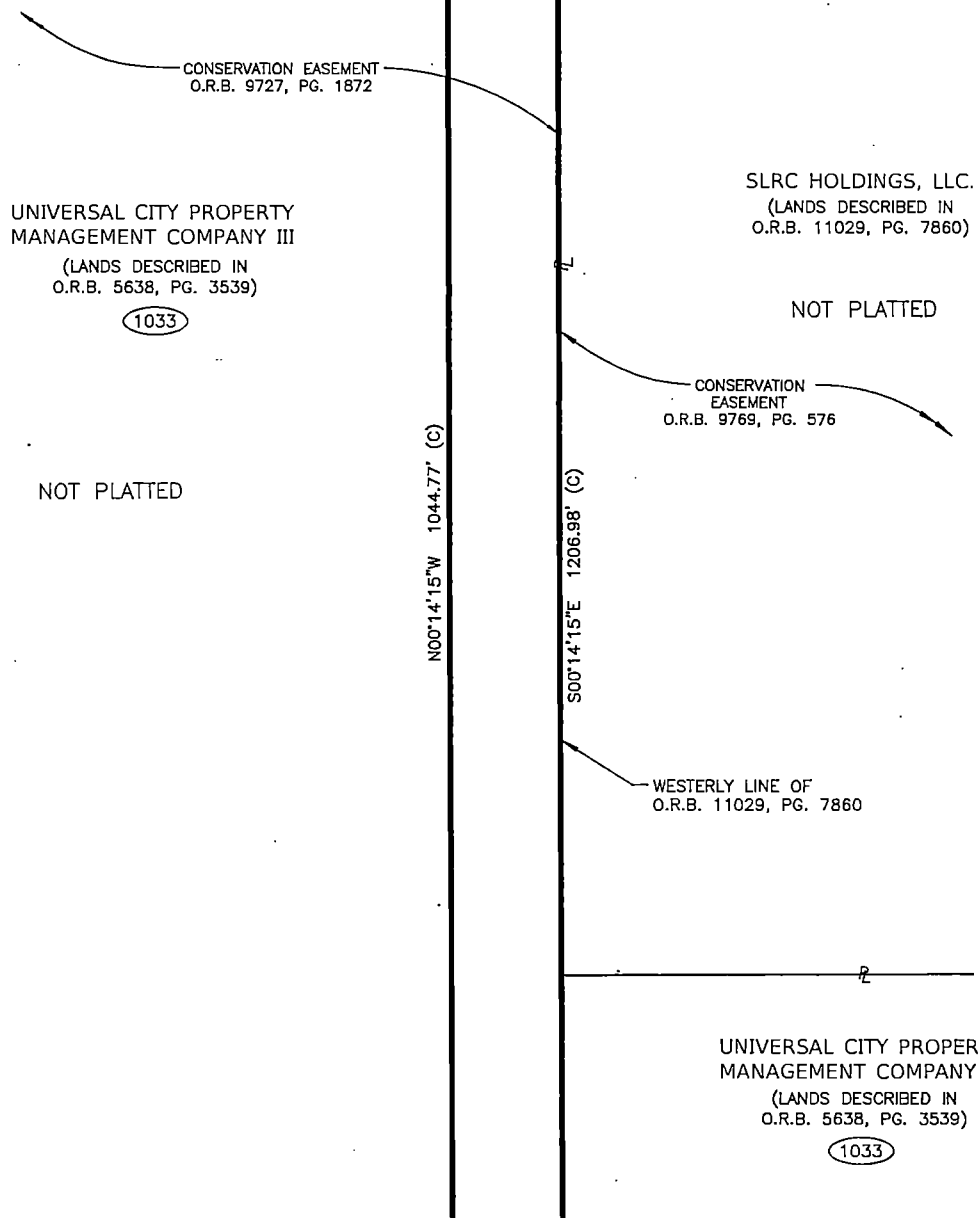 CONSERVATION EASEMENT
O.R.B. 9727, PG. 1872
SLRC HOLDINGS, LLC.
(LANDS DESCRIBED IN
O.R.B. 11029, PG. 7860)
UNIVERSAL CITY PROPERTY
MANAGEMENT COMPANY III
(LANDS DESCRIBED IN
O.R.B. 5638, PG. 3539)
1033
PL
NOT PLATTED
CONSERVATION
EASEMENT
O.R.B. 9769, PG. 576
NOT PLATTED
N00°14'15"W 1044.77' (C)
S00°14'15"E 1206.98' (C)
WESTERLY LINE OF
O.R.B. 11029, PG. 7860
PL
UNIVERSAL CITY PROPER
MANAGEMENT COMPANY
(LANDS DESCRIBED IN
O.R.B. 5638, PG. 3539)
1033